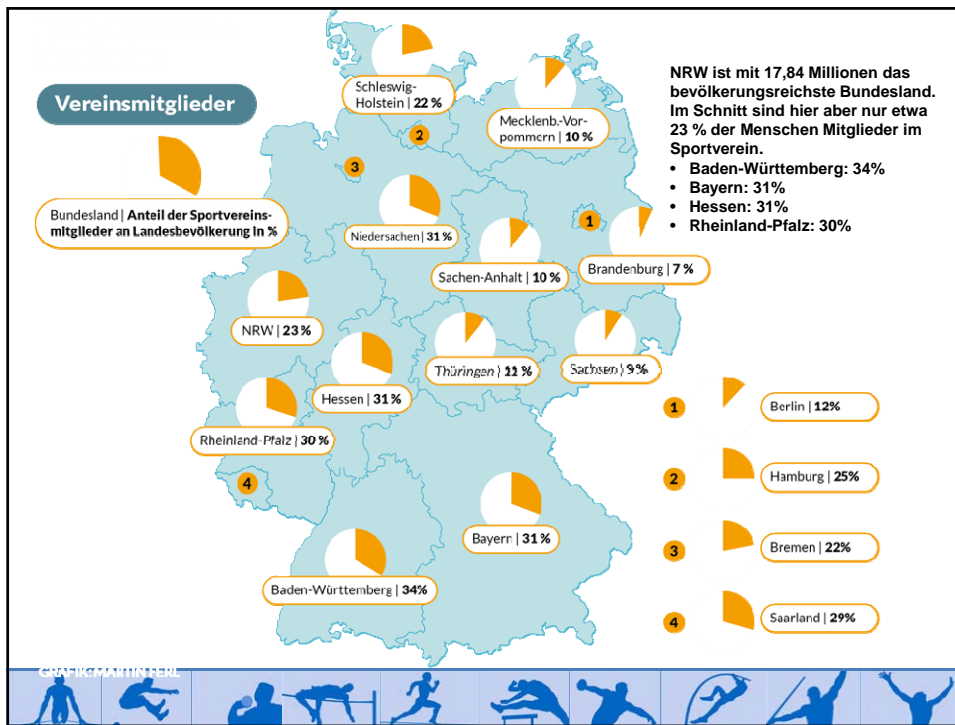 Vereinsmitglieder
Bundesland | Anteil der Sportvereins-
mitglieder an Landesbevölkerung in %
Schleswig-
Holstein | 22 %
Mecklenb.-Vor-
pommern | 10 %
NRW ist mit 17,84 Millionen das
bevölkerungsreichste Bundesland.
Im Schnitt sind hier aber nur etwa
23 % der Menschen Mitglieder im
Sportverein.
• Baden-Württemberg: 34%
• Bayern: 31%
• Hessen: 31%
• Rheinland-Pfalz: 30%
2
3
1
Niedersachen | 31 %
Sachen-Anhalt | 10 %
Brandenburg | 7 %
NRW | 23 %
Hessen | 31 %
Thüringen | 11 %
Sachsen | 9 %
Rheinland-Pfalz | 30 %
4
Bayern | 31 %
Baden-Württemberg | 34%
1
Berlin | 12%
2
Hamburg | 25%
3
Bremen | 22%
4
Saarland | 29%
GRAFIK: MARTIN FERL